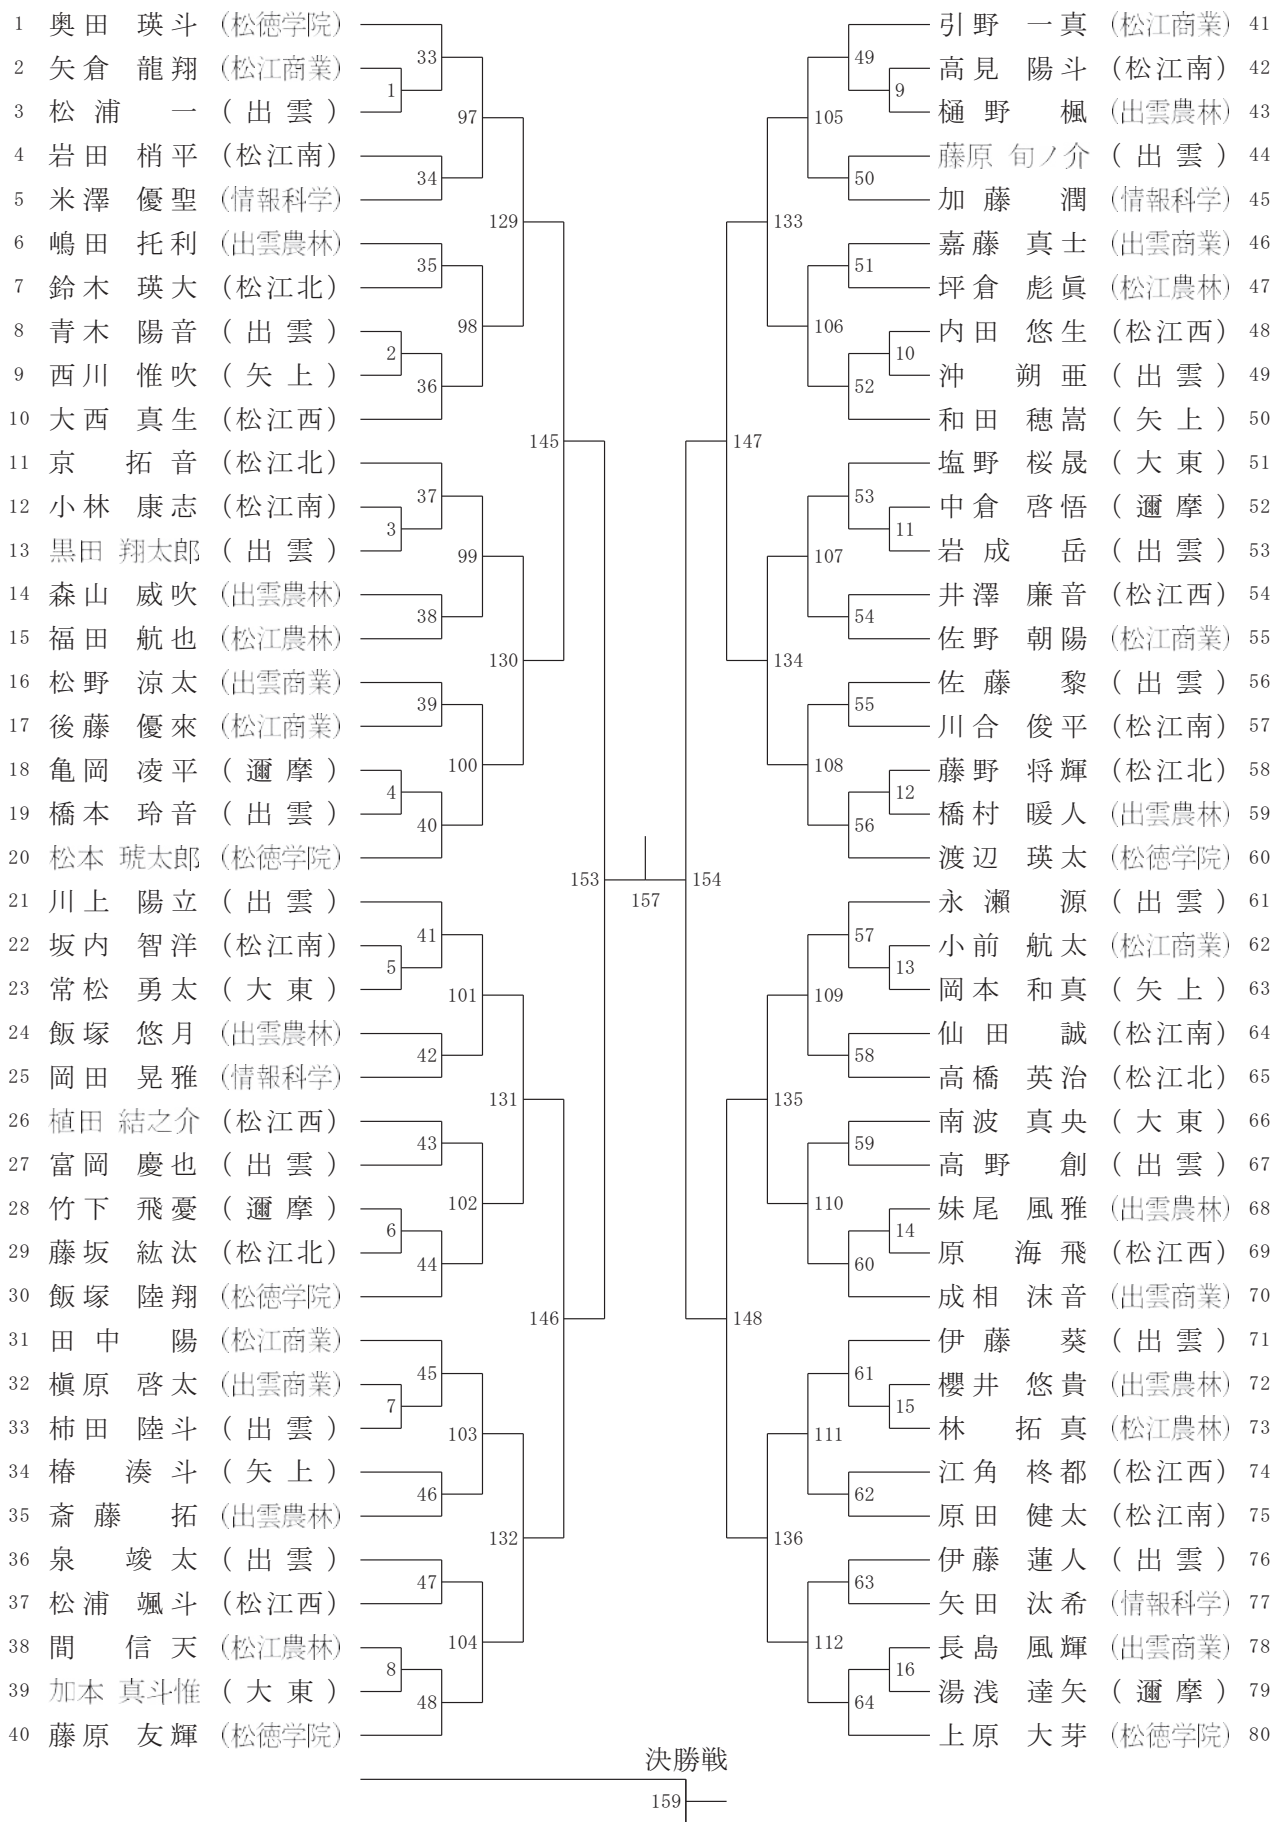 1 奥田 瑛斗 (松徳学院)
2 矢倉 龍翔 (松江商業)
3 松浦 一 (出雲)
4 岩田 梢平 (松江南)
5 米澤 優聖 (情報科学)
6 嶋田 托利 (出雲農林)
7 鈴木 瑛大 (松江北)
8 青木 陽音 (出雲)
9 西川 惟吹 (矢上)
10 大西 真生 (松江西)
11 京 拓音 (松江北)
12 小林 康志 (松江南)
13 黒田 翔太郎 (出雲)
14 森山 威吹 (出雲農林)
15 福田 航也 (松江農林)
16 松野 涼太 (出雲商業)
17 後藤 優來 (松江商業)
18 亀岡 凌平 (邇摩)
19 橋本 玲音 (出雲)
20 松本 琥太郎 (松徳学院)
21 川上 陽立 (出雲)
22 坂内 智洋 (松江南)
23 常松 勇太 (大東)
24 飯塚 悠月 (出雲農林)
25 岡田 晃雅 (情報科学)
26 植田 結之介 (松江西)
27 富岡 慶也 (出雲)
28 竹下 飛憂 (邇摩)
29 藤坂 紘汰 (松江北)
30 飯塚 陸翔 (松徳学院)
31 田中 陽 (松江商業)
32 槇原 啓太 (出雲商業)
33 柿田 陸斗 (出雲)
34 椿 湊斗 (矢上)
35 斎藤 拓 (出雲農林)
36 泉 竣太 (出雲)
37 松浦 颯斗 (松江西)
38 間 信天 (松江農林)
39 加本 真斗惟 (大東)
40 藤原 友輝 (松徳学院)
1
2
3
4
5
6
7
8
33
34
35
36
37
38
39
40
41
42
43
44
45
46
47
48
97
98
99
100
101
102
103
104
129
130
131
132
145
146
153
157
154
147
148
133
134
135
136
105
106
107
108
109
110
111
112
49
50
51
52
53
54
55
56
57
58
59
60
61
62
63
64
9
10
11
12
13
14
15
16
引野 一真 (松江商業) 41
高見 陽斗 (松江南) 42
樋野 楓 (出雲農林) 43
藤原 旬ノ介 (出雲) 44
加藤 潤 (情報科学) 45
嘉藤 真士 (出雲商業) 46
坪倉 彪眞 (松江農林) 47
内田 悠生 (松江西) 48
沖 朔亜 (出雲) 49
和田 穂嵩 (矢上) 50
塩野 桜晟 (大東) 51
中倉 啓悟 (邇摩) 52
岩成 岳 (出雲) 53
井澤 廉音 (松江西) 54
佐野 朝陽 (松江商業) 55
佐藤 黎 (出雲) 56
川合 俊平 (松江南) 57
藤野 将輝 (松江北) 58
橋村 暖人 (出雲農林) 59
渡辺 瑛太 (松徳学院) 60
永瀬 源 (出雲) 61
小前 航太 (松江商業) 62
岡本 和真 (矢上) 63
仙田 誠 (松江南) 64
高橋 英治 (松江北) 65
南波 真央 (大東) 66
高野 創 (出雲) 67
妹尾 風雅 (出雲農林) 68
原 海飛 (松江西) 69
成相 沫音 (出雲商業) 70
伊藤 葵 (出雲) 71
櫻井 悠貴 (出雲農林) 72
林 拓真 (松江農林) 73
江角 柊都 (松江西) 74
原田 健太 (松江南) 75
伊藤 蓮人 (出雲) 76
矢田 汰希 (情報科学) 77
長島 風輝 (出雲商業) 78
湯浅 達矢 (邇摩) 79
上原 大芽 (松徳学院) 80
決勝戦
159